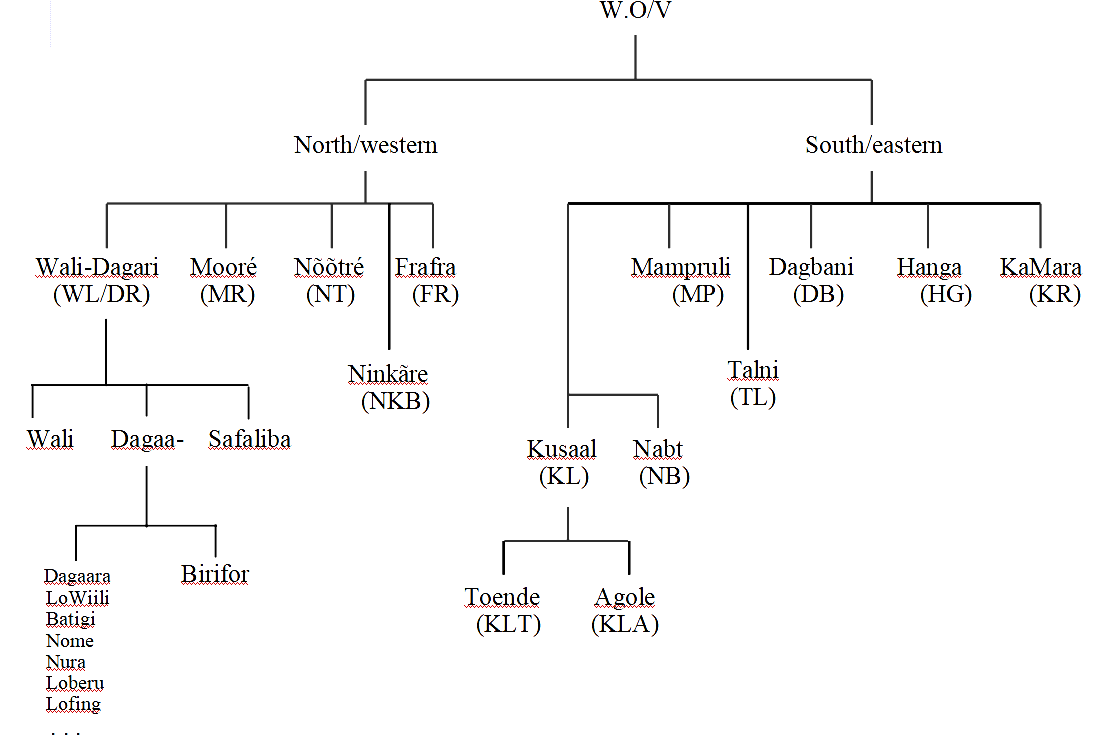 W.O/V
North/western
South/eastern
Wali-Dagari
(WL/DR)
Mooré
(MR)
Nõõtré
(NT)
Frafra
(FR)
Mampruli
(MP)
Dagbani
(DB)
Hanga
(HG)
KaMara
(KR)
Ninkãre
(NKB)
Talni
(TL)
Wali
Dagaa-
Safaliba
Kusaal
(KL)
Nabt
(NB)
Dagaara
LoWiili
Batigi
Nome
Nura
Loberu
Lofing
. . .
Birifor
Toende
(KLT)
Agole
(KLA)